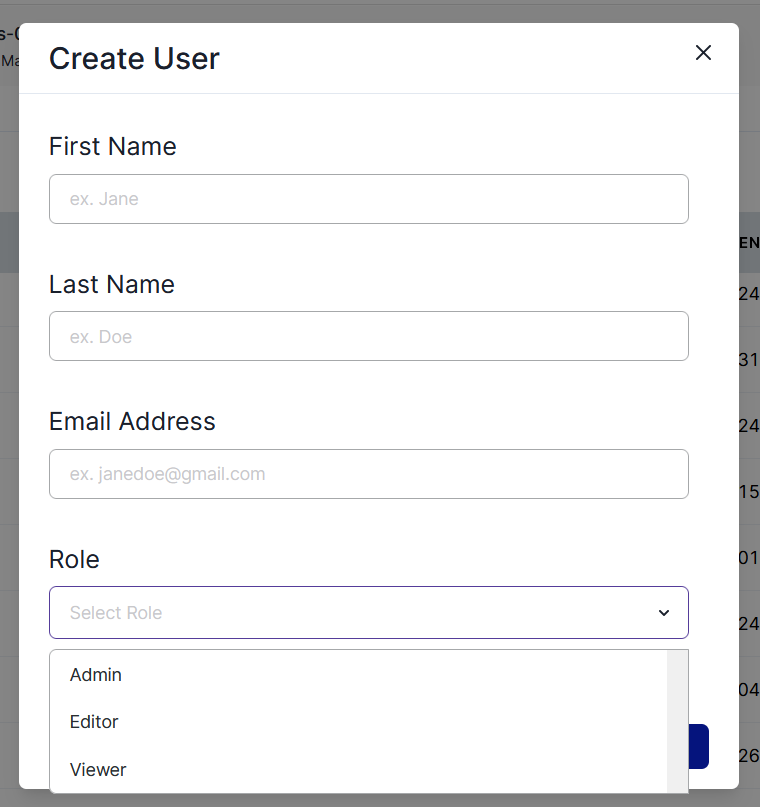 Create User
First Name
ex. Jane
Last Name
ex. Doe
Email Address
ex. janedoe@gmail.com
Role
Select Role
Admin
Editor
Viewer
s-0
Ma
EN
24
31
24
15
01
24
04
26